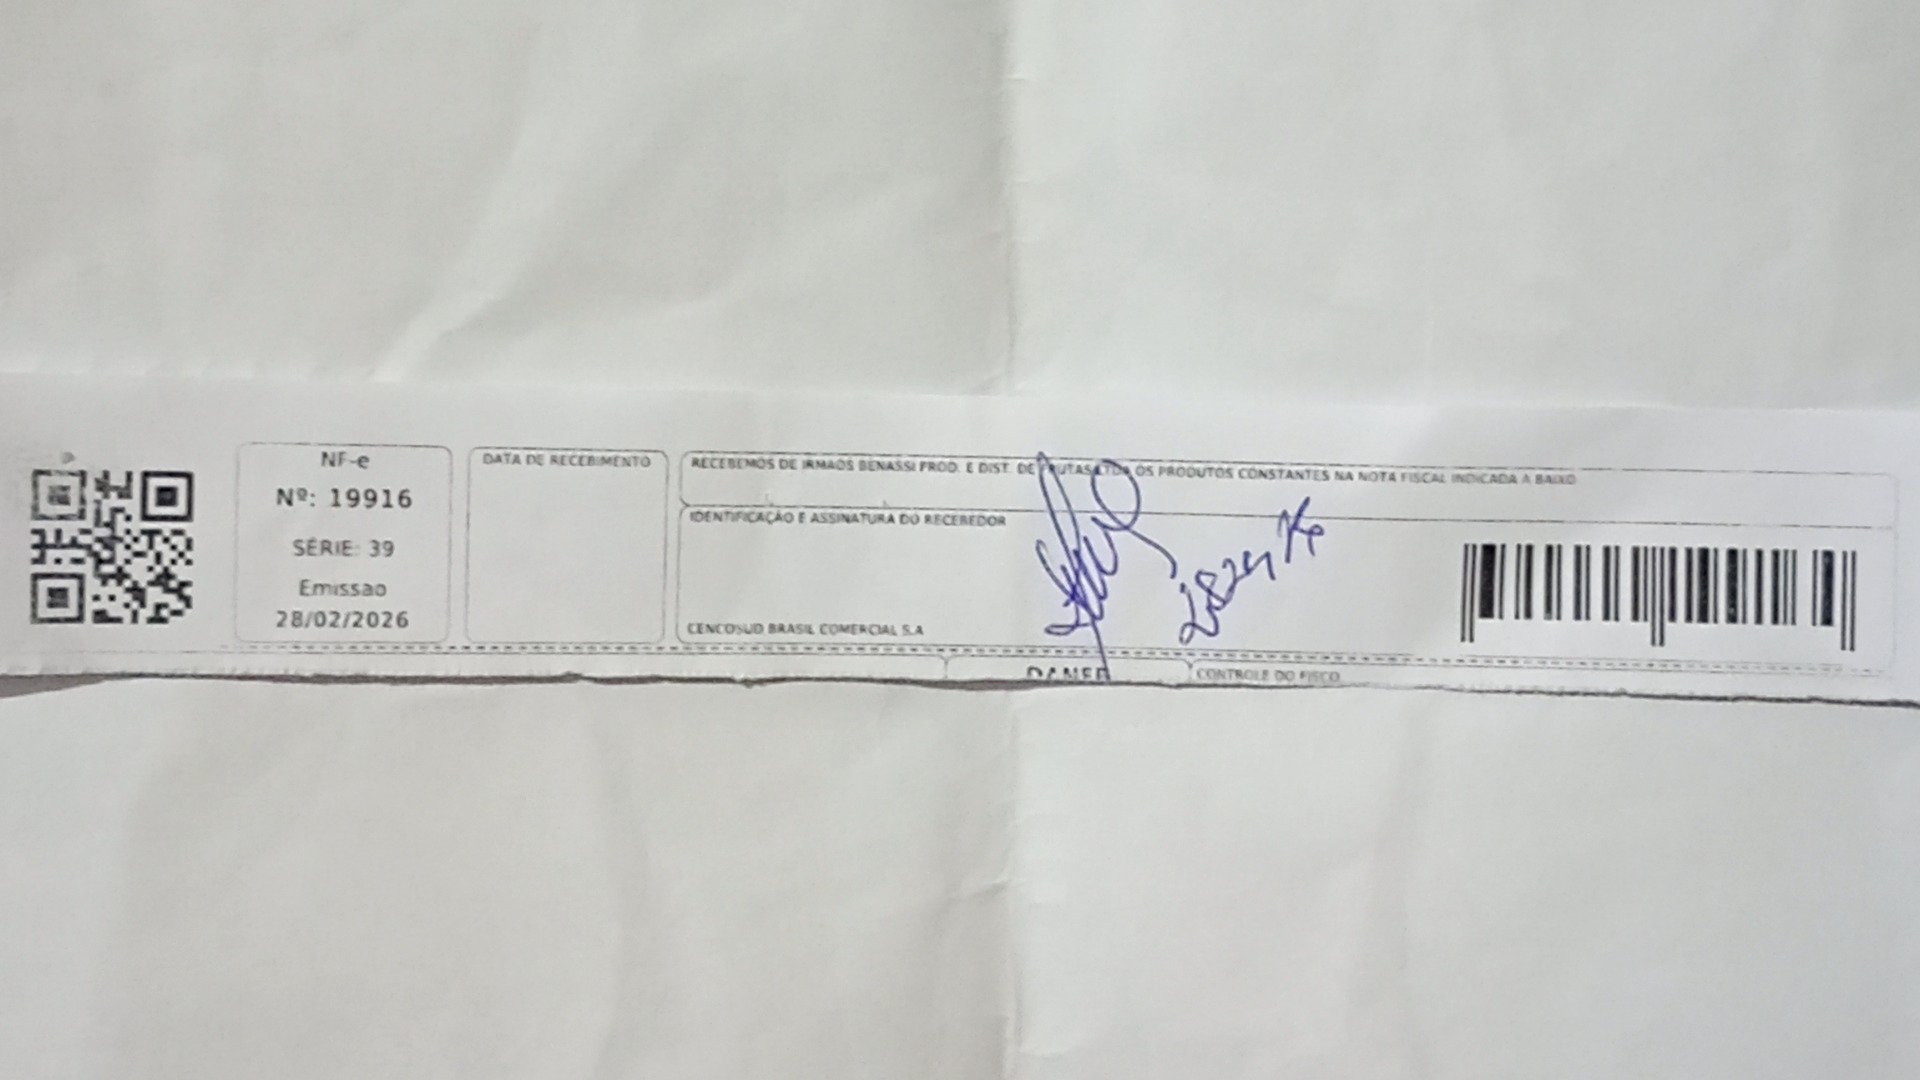 NF-e
Nº: 19916
SÉRIE: 39
Emissao
28/02/2026
DATA DE RECEBIMENTO
RECEBEMOS DE IRMAOS BENASSI PROD. E DIST. DE FRUTAS LTDA OS PRODUTOS CONSTANTES NA NOTA FISCAL INDICADA A BAIXO
IDENTIFICAÇÃO E ASSINATURA DO RECEBEDOR
CENCOSUD BRASIL COMERCIAL S.A
DANFE
CONTROLE DO FISCO